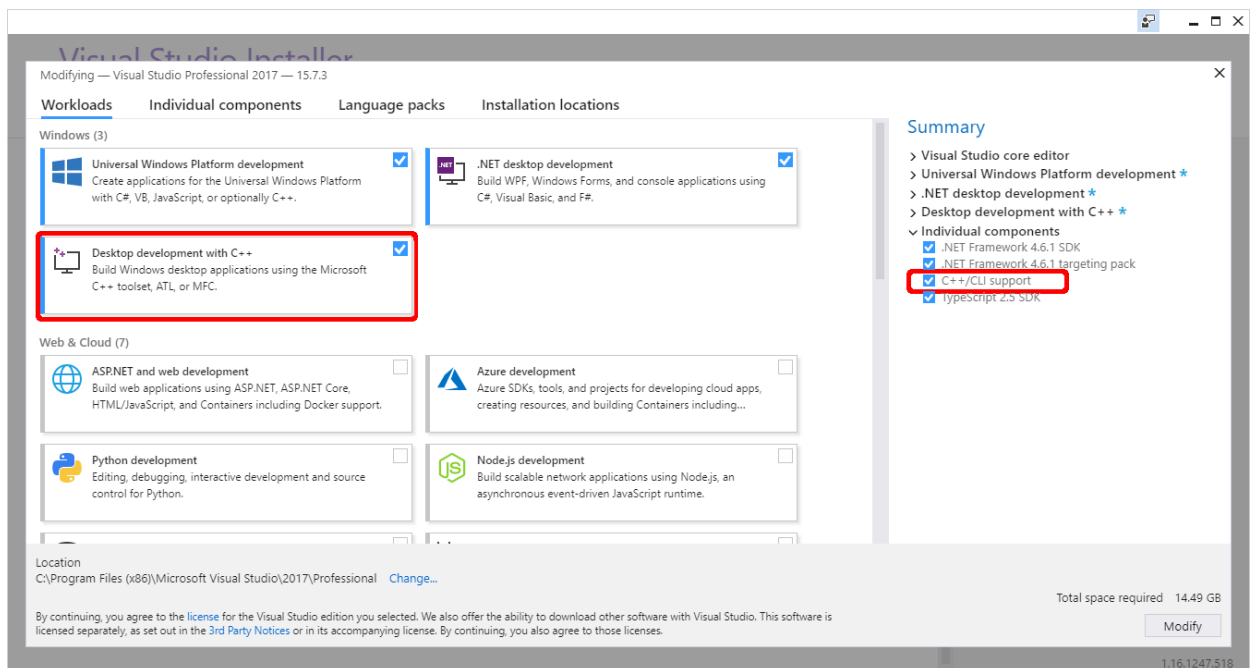 Visual Studio Installer
Modifying — Visual Studio Professional 2017 — 15.7.3
Workloads
Individual components
Language packs
Installation locations
Windows (3)
Universal Windows Platform development
Create applications for the Universal Windows Platform
with C#, VB, JavaScript, or optionally C++.
.NET
.NET desktop development
Build WPF, Windows Forms, and console applications using
C#, Visual Basic, and F#.
Desktop development with C++
Build Windows desktop applications using the Microsoft
C++ toolset, ATL, or MFC.
Web & Cloud (7)
ASP.NET and web development
Build web applications using ASP.NET, ASP.NET Core,
HTML/JavaScript, and Containers including Docker support.
Azure development
Azure SDKs, tools, and projects for developing cloud apps,
creating resources, and building Containers including...
Python development
Editing, debugging, interactive development and source
control for Python.
JS
Node.js development
Build scalable network applications using Node.js, an
asynchronous event-driven JavaScript runtime.
Summary
Visual Studio core editor
Universal Windows Platform development *
.NET desktop development *
Desktop development with C++ *
Individual components
.NET Framework 4.6.1 SDK
.NET Framework 4.6.1 targeting pack
C++/CLI support
TypeScript 2.5 SDK
Location
C:\Program Files (x86)\Microsoft Visual Studio\2017\Professional Change...
By continuing, you agree to the license for the Visual Studio edition you selected. We also offer the ability to download other software with Visual Studio. This software is
licensed separately, as set out in the 3rd Party Notices or in its accompanying license. By continuing, you also agree to those licenses.
Total space required 14.49 GB
Modify
1.16.1247.518